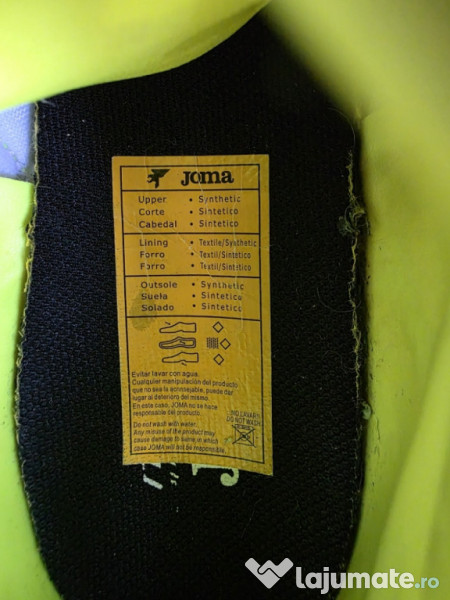 Joma
Upper • Synthetic
Corte • Sintetico
Cabedal • Sintetico
Lining • Textile/Synthetic
Forro • Textil/Sintetico
Forro • Textil/Sintetico
Outsole • Synthetic
Suela • Sintetico
Solado • Sintetico
Evitar lavar con agua.
Cualquier manipulación del producto
que no sea la aconsejable, puede dar
lugar al deterioro del mismo.
En este caso, JOMA no se hace
responsable del producto.
Do not wash with water.
Any misuse of the product may
cause damage to same in which
case JOMA will not be responsable.
¡NO LAVAR!
DO NOT WASH
lajumate.ro